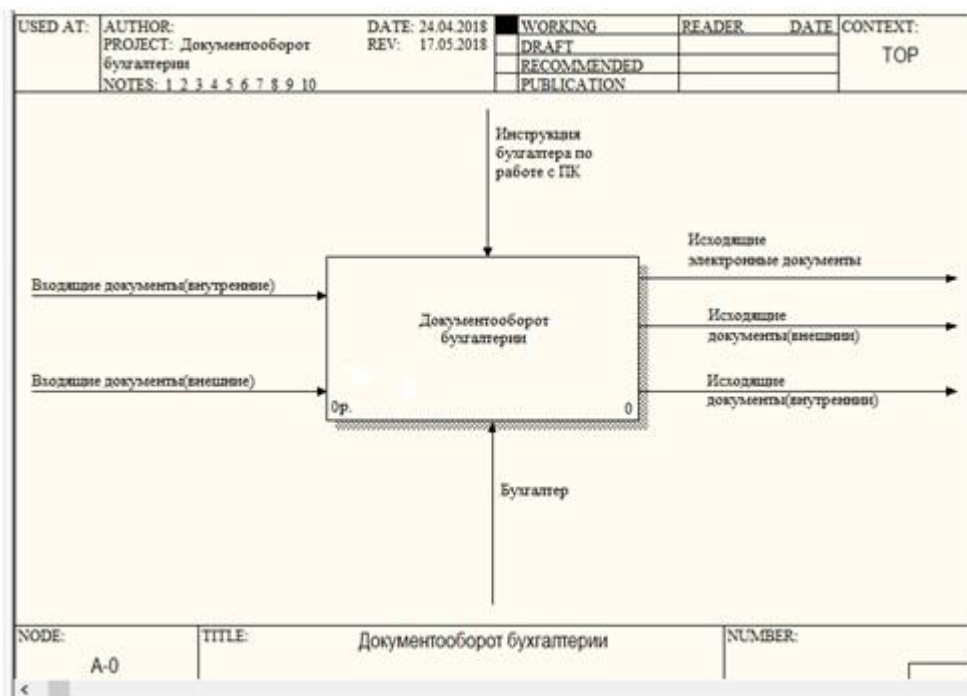 USED AT:
AUTHOR:
PROJECT: Документооборот
бухгалтерии
NOTES: 1 2 3 4 5 6 7 8 9 10
DATE: 24.04.2018
REV: 17.05.2018
WORKING
DRAFT
RECOMMENDED
PUBLICATION
READER DATE
CONTEXT:
TOP
Инструкция
бухгалтера по
работе с ПК
Входящие документы(внутренние)
Входящие документы(внешние)
Документооборот
бухгалтерии
0р.
0
Исходящие
электронные документы
Исходящие
документы(внешнии)
Исходящие
документы(внутреннии)
Бухгалтер
NODE:
A-0
TITLE:
Документооборот бухгалтерии
NUMBER: